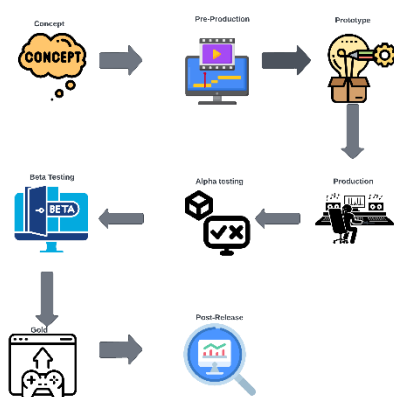 Concept
CONCEPT
Pre-Production
Prototype
Production
Alpha testing
Beta Testing
BETA
Gold
Post-Release